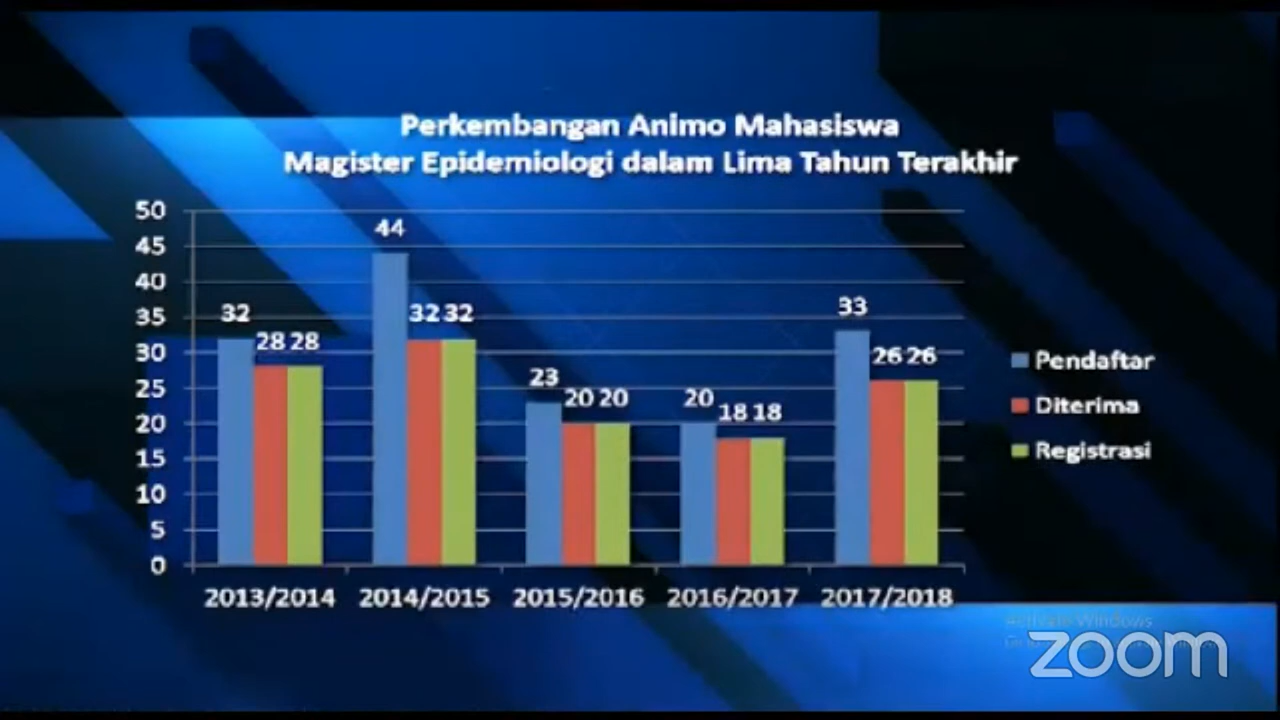 Perkembangan Animo Mahasiswa
Magister Epidemiologi dalam Lima Tahun Terakhir
50
45
40
35
30
25
20
15
10
5
0
32
28 28
44
32 32
23
20 20
20
18 18
33
26 26
2013/2014 2014/2015 2015/2016 2016/2017 2017/2018
Pendaftar
Diterima
Registrasi
Activate Windows
zoom